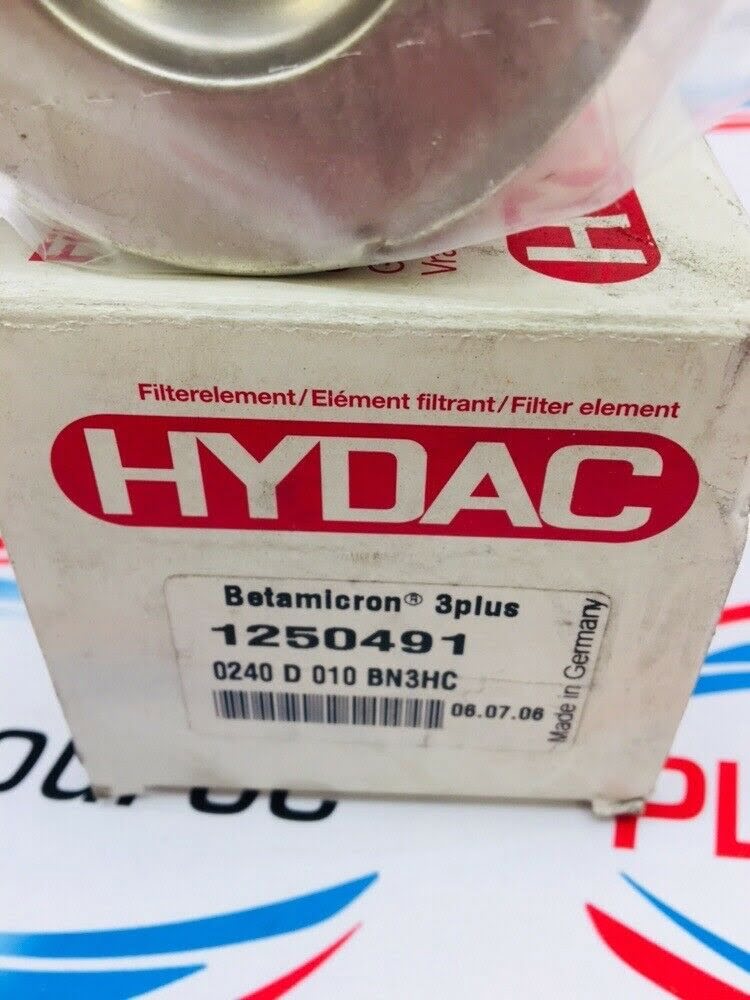 H
Filterelement/Elément filtrant/Filter element
HYDAC
Betamicron® 3plus
1250491
0240 D 010 BN3HC
06.07.06
Made in Germany